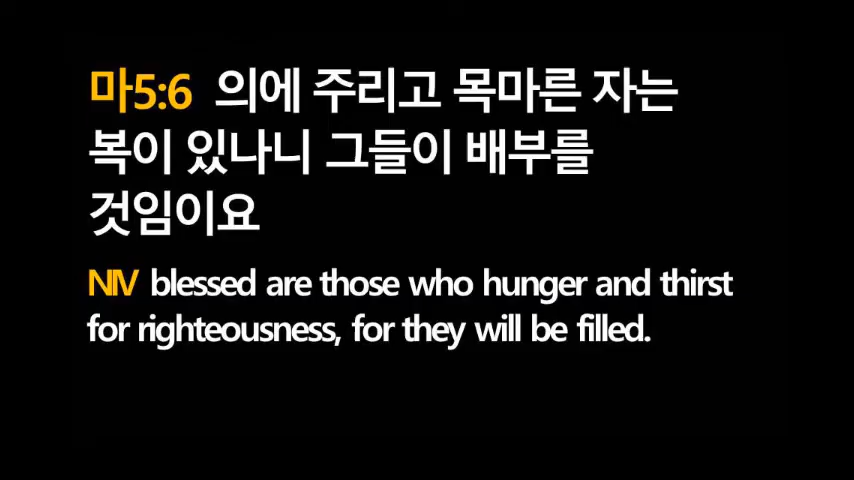 마5:6 의에 주리고 목마른 자는
복이 있나니 그들이 배부를
것임이요
NIV blessed are those who hunger and thirst
for righteousness, for they will be filled.